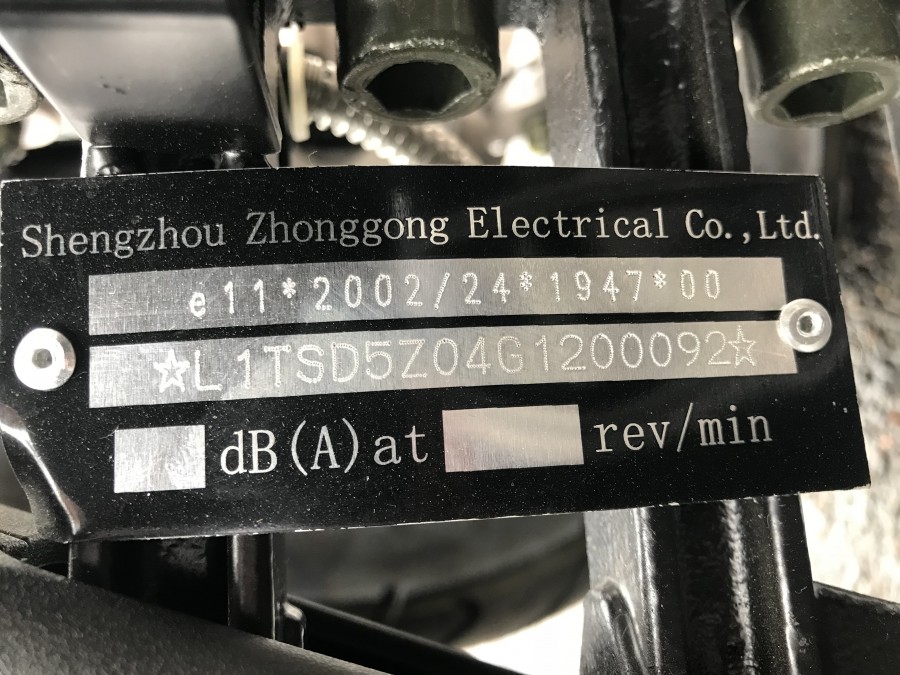 Shengzhou Zhonggong Electrical Co.,Ltd.
e11*2002/24*1947*00
☆L1TSD5Z04G1200092☆
dB(A)at rev/min